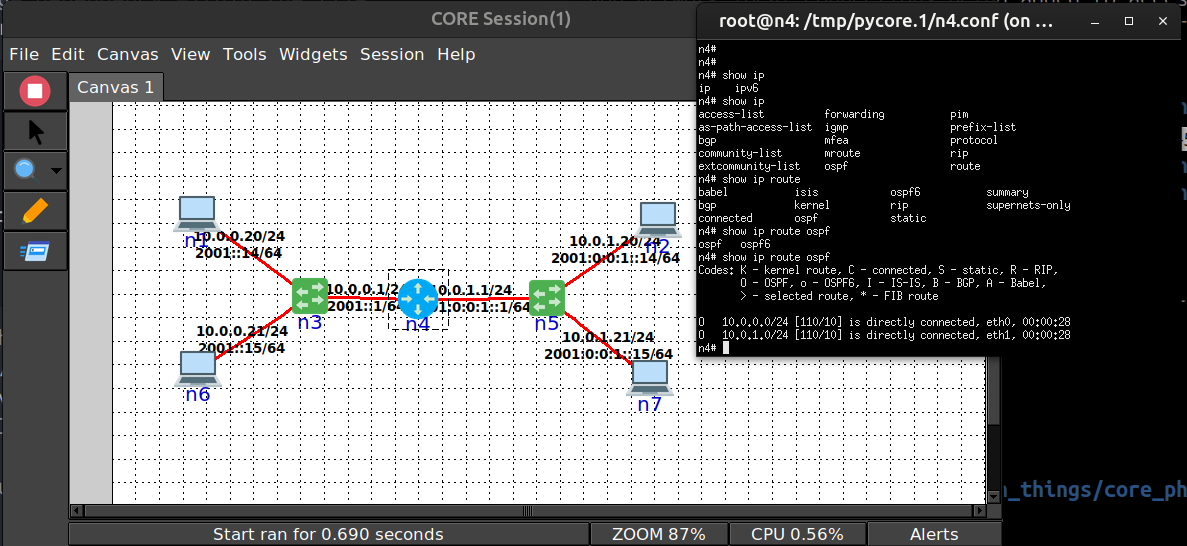 CORE Session(1)
File Edit Canvas View Tools Widgets Session Help
Canvas 1
n1
10.0.0.20/24
2001::14/64
10.0.1.20/24
n2
2001:0:0:1::14/64
10.0.0.1/2
2001::1/64
.0.1.1/24
:0:0:1::1/64
n3
n4
n5
10.0.0.21/24
2001::15/64
10.0.1.21/24
2001:0:0:1::15/64
n6
n7
Start ran for 0.690 seconds
ZOOM 87%
CPU 0.56%
Alerts
root@n4: /tmp/pycore.1/n4.conf (on ...
n4#
n4#
n4# show ip
ip ipv6
n4# show ip
access-list forwarding pim
as-path-access-list igmp prefix-list
bgp mfea protocol
community-list mroute rip
extcommunity-list ospf route
n4# show ip route
babel isis ospf6 summary
bgp kernel rip supernets-only
connected ospf static
n4# show ip route ospf
ospf ospf6
n4# show ip route ospf
Codes: K - kernel route, C - connected, S - static, R - RIP,
O - OSPF, o - OSPF6, I - IS-IS, B - BGP, A - Babel,
> - selected route, * - FIB route
O 10.0.0.0/24 [110/10] is directly connected, eth0, 00:00:28
O 10.0.1.0/24 [110/10] is directly connected, eth1, 00:00:28
n4#
_things/core_ph